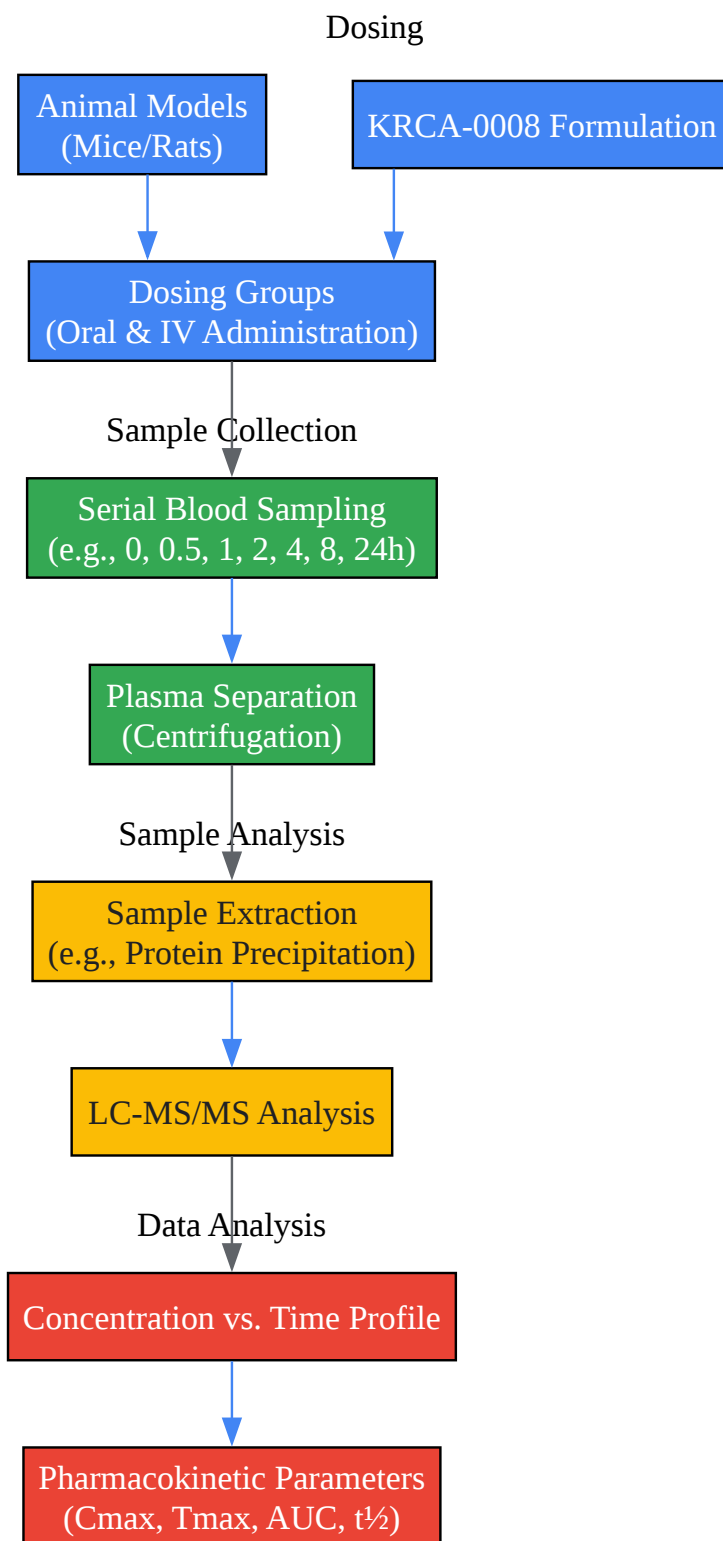 Dosing
Animal Models
(Mice/Rats)
KRCA-0008 Formulation
Dosing Groups
(Oral & IV Administration)
Sample Collection
Serial Blood Sampling
(e.g., 0, 0.5, 1, 2, 4, 8, 24h)
Plasma Separation
(Centrifugation)
Sample Analysis
Sample Extraction
(e.g., Protein Precipitation)
LC-MS/MS Analysis
Data Analysis
Concentration vs. Time Profile
Pharmacokinetic Parameters
(Cmax, Tmax, AUC, t½)